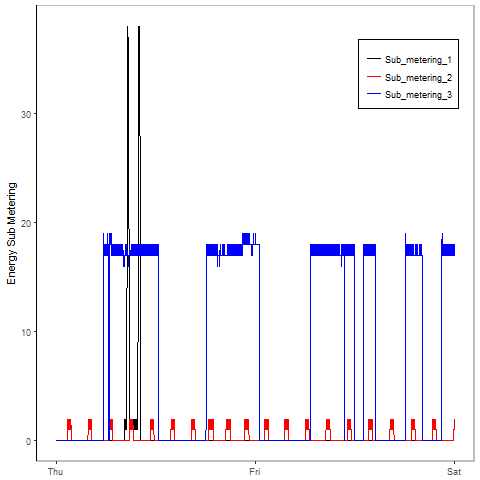 Sub_metering_1
Sub_metering_2
Sub_metering_3
30
20
10
0
Energy Sub Metering
Thu Fri Sat